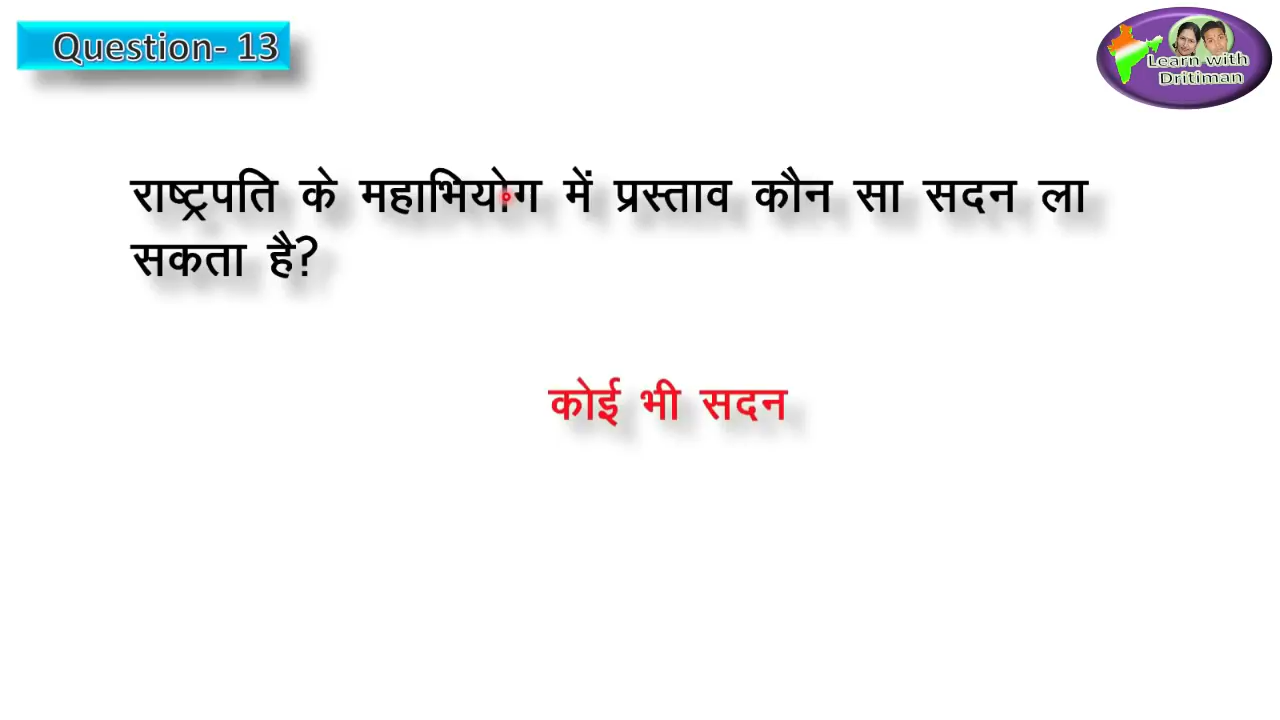 Question- 13
Learn with
Dritiman
राष्ट्रपति के महाभियोग में प्रस्ताव कौन सा सदन ला
सकता है?
कोई भी सदन